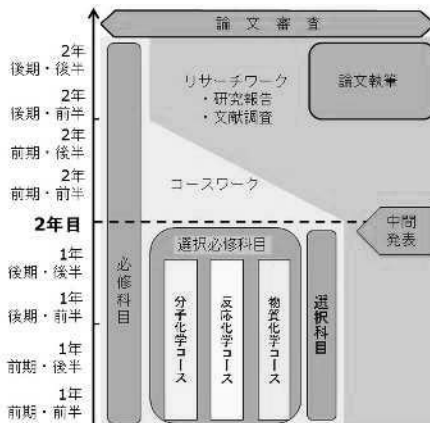 論文審査
2年
後期・後半
2年
後期・前半
2年
前期・後半
2年
前期・前半
2年目
1年
後期・後半
1年
後期・前半
1年
前期・後半
1年
前期・前半
リサーチワーク
・研究報告
・文献調査
論文執筆
コースワーク
中間
発表
必修科目
選択必修科目
分子化学コース
反応化学コース
物質化学コース
選択科目